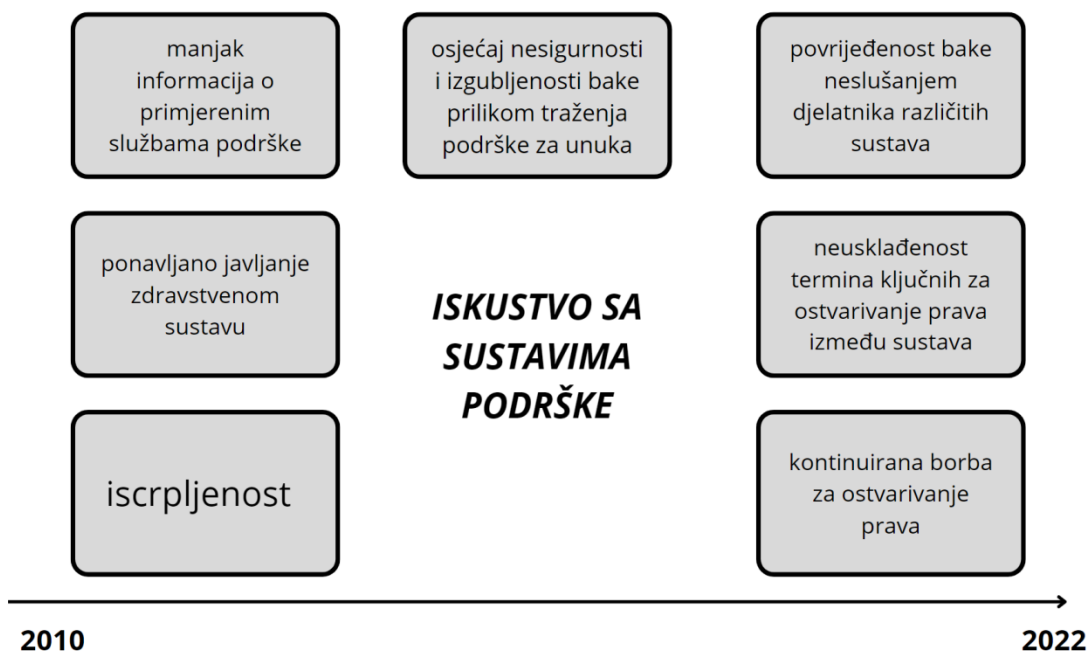 manjak
informacija o
primjerenim
službama podrške
osjećaj nesigurnosti
i izgubljenosti bake
prilikom traženja
podrške za unuka
povrijeđenost bake
neslušanjem
djelatnika različitih
sustava
ponavljano javljanje
zdravstvenom
sustavu
ISKUSTVO SA
SUSTAVIMA
PODRŠKE
neusklađenost
termina ključnih za
ostvarivanje prava
između sustava
iscrpljenost
kontinuirana borba
za ostvarivanje
prava
2010
2022